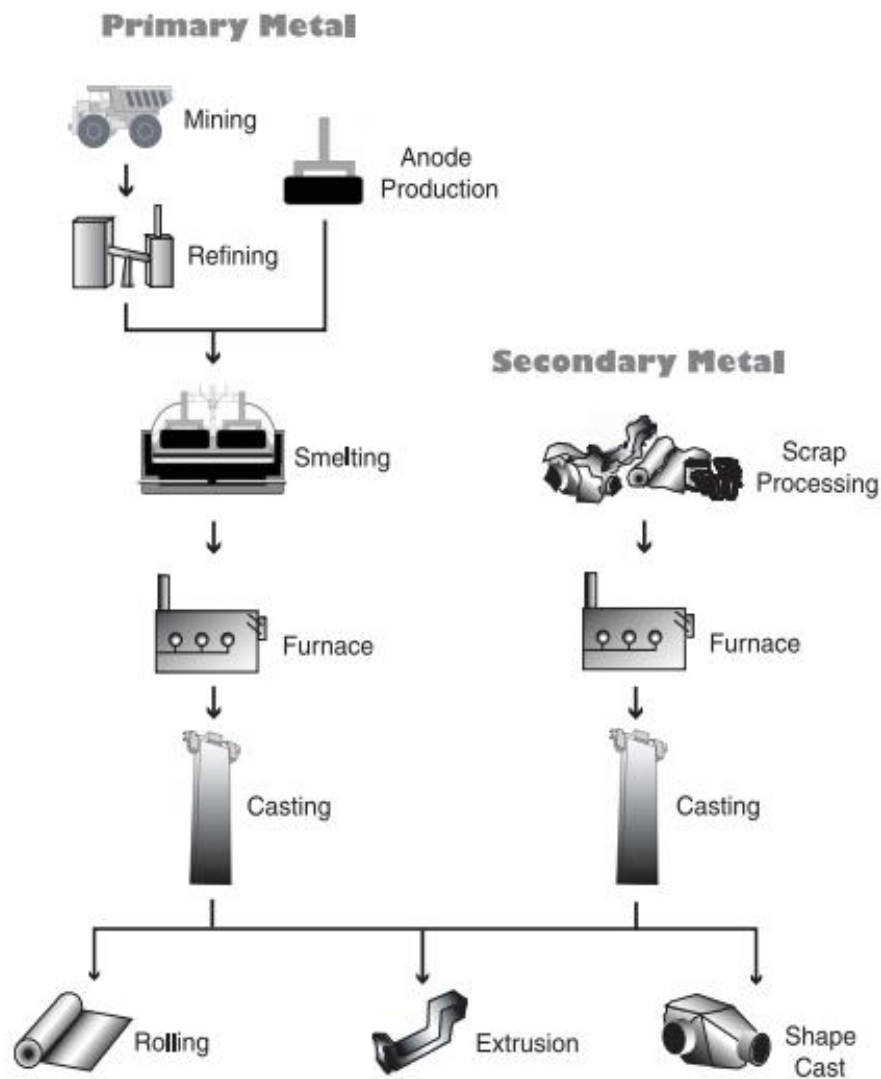 Primary Metal
Mining
Anode
Production
Refining
Secondary Metal
Smelting
Scrap
Processing
Furnace
Furnace
Casting
Casting
Rolling
Extrusion
Shape
Cast